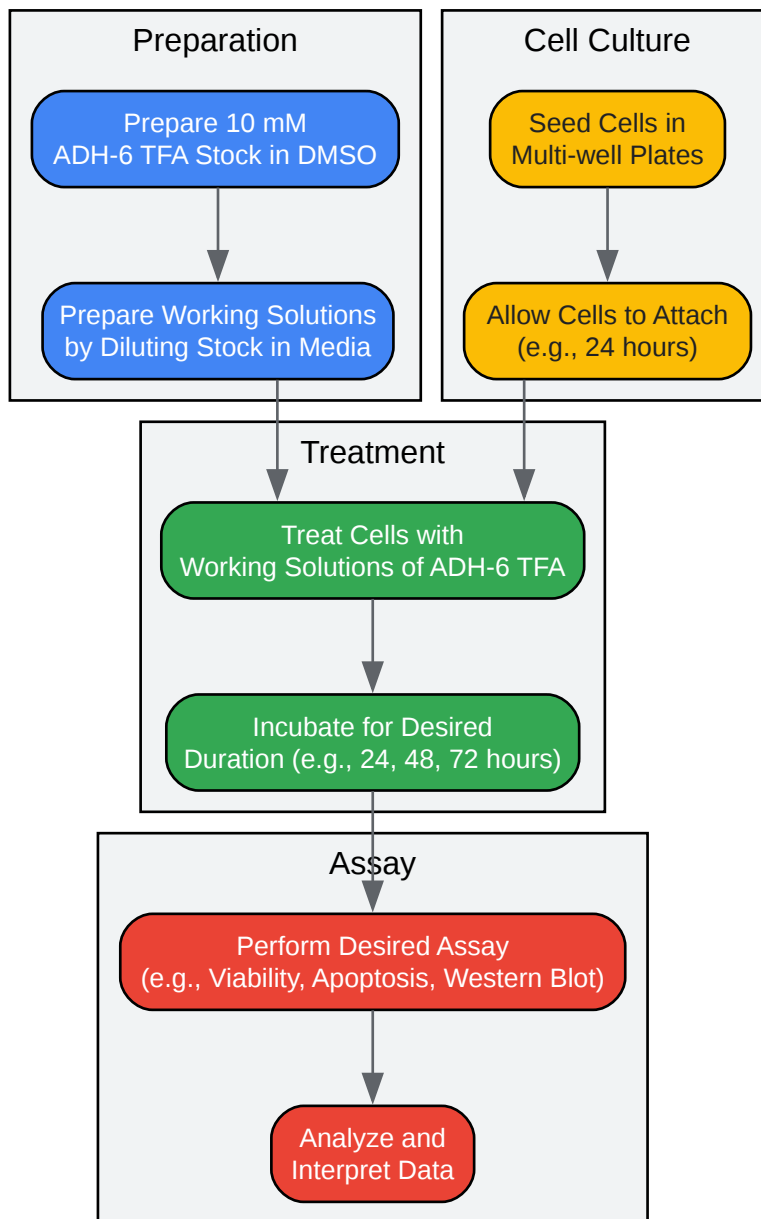 Preparation
Prepare 10 mM
ADH-6 TFA Stock in DMSO
Prepare Working Solutions
by Diluting Stock in Media
Cell Culture
Seed Cells in
Multi-well Plates
Allow Cells to Attach
(e.g., 24 hours)
Treatment
Treat Cells with
Working Solutions of ADH-6 TFA
Incubate for Desired
Duration (e.g., 24, 48, 72 hours)
Assay
Perform Desired Assay
(e.g., Viability, Apoptosis, Western Blot)
Analyze and
Interpret Data